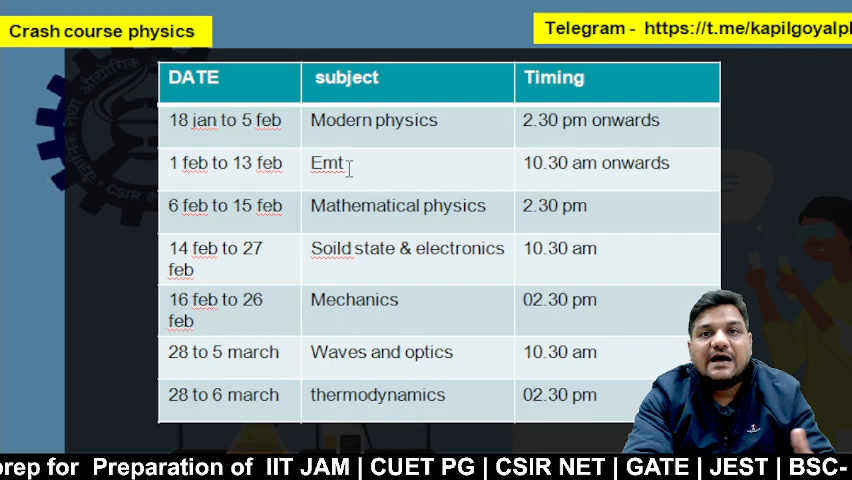 Crash course physics
Telegram - https://t.me/kapilgoyalpl
DATE subject Timing
18 jan to 5 feb Modern physics 2.30 pm onwards
1 feb to 13 feb Emt 10.30 am onwards
6 feb to 15 feb Mathematical physics 2.30 pm
14 feb to 27 Soild state & electronics 10.30 am
feb
16 feb to 26 Mechanics 02.30 pm
feb
28 to 5 march Waves and optics 10.30 am
28 to 6 march thermodynamics 02.30 pm
prep for Preparation of IIT JAM | CUET PG | CSIR NET | GATE | JEST | BSC-